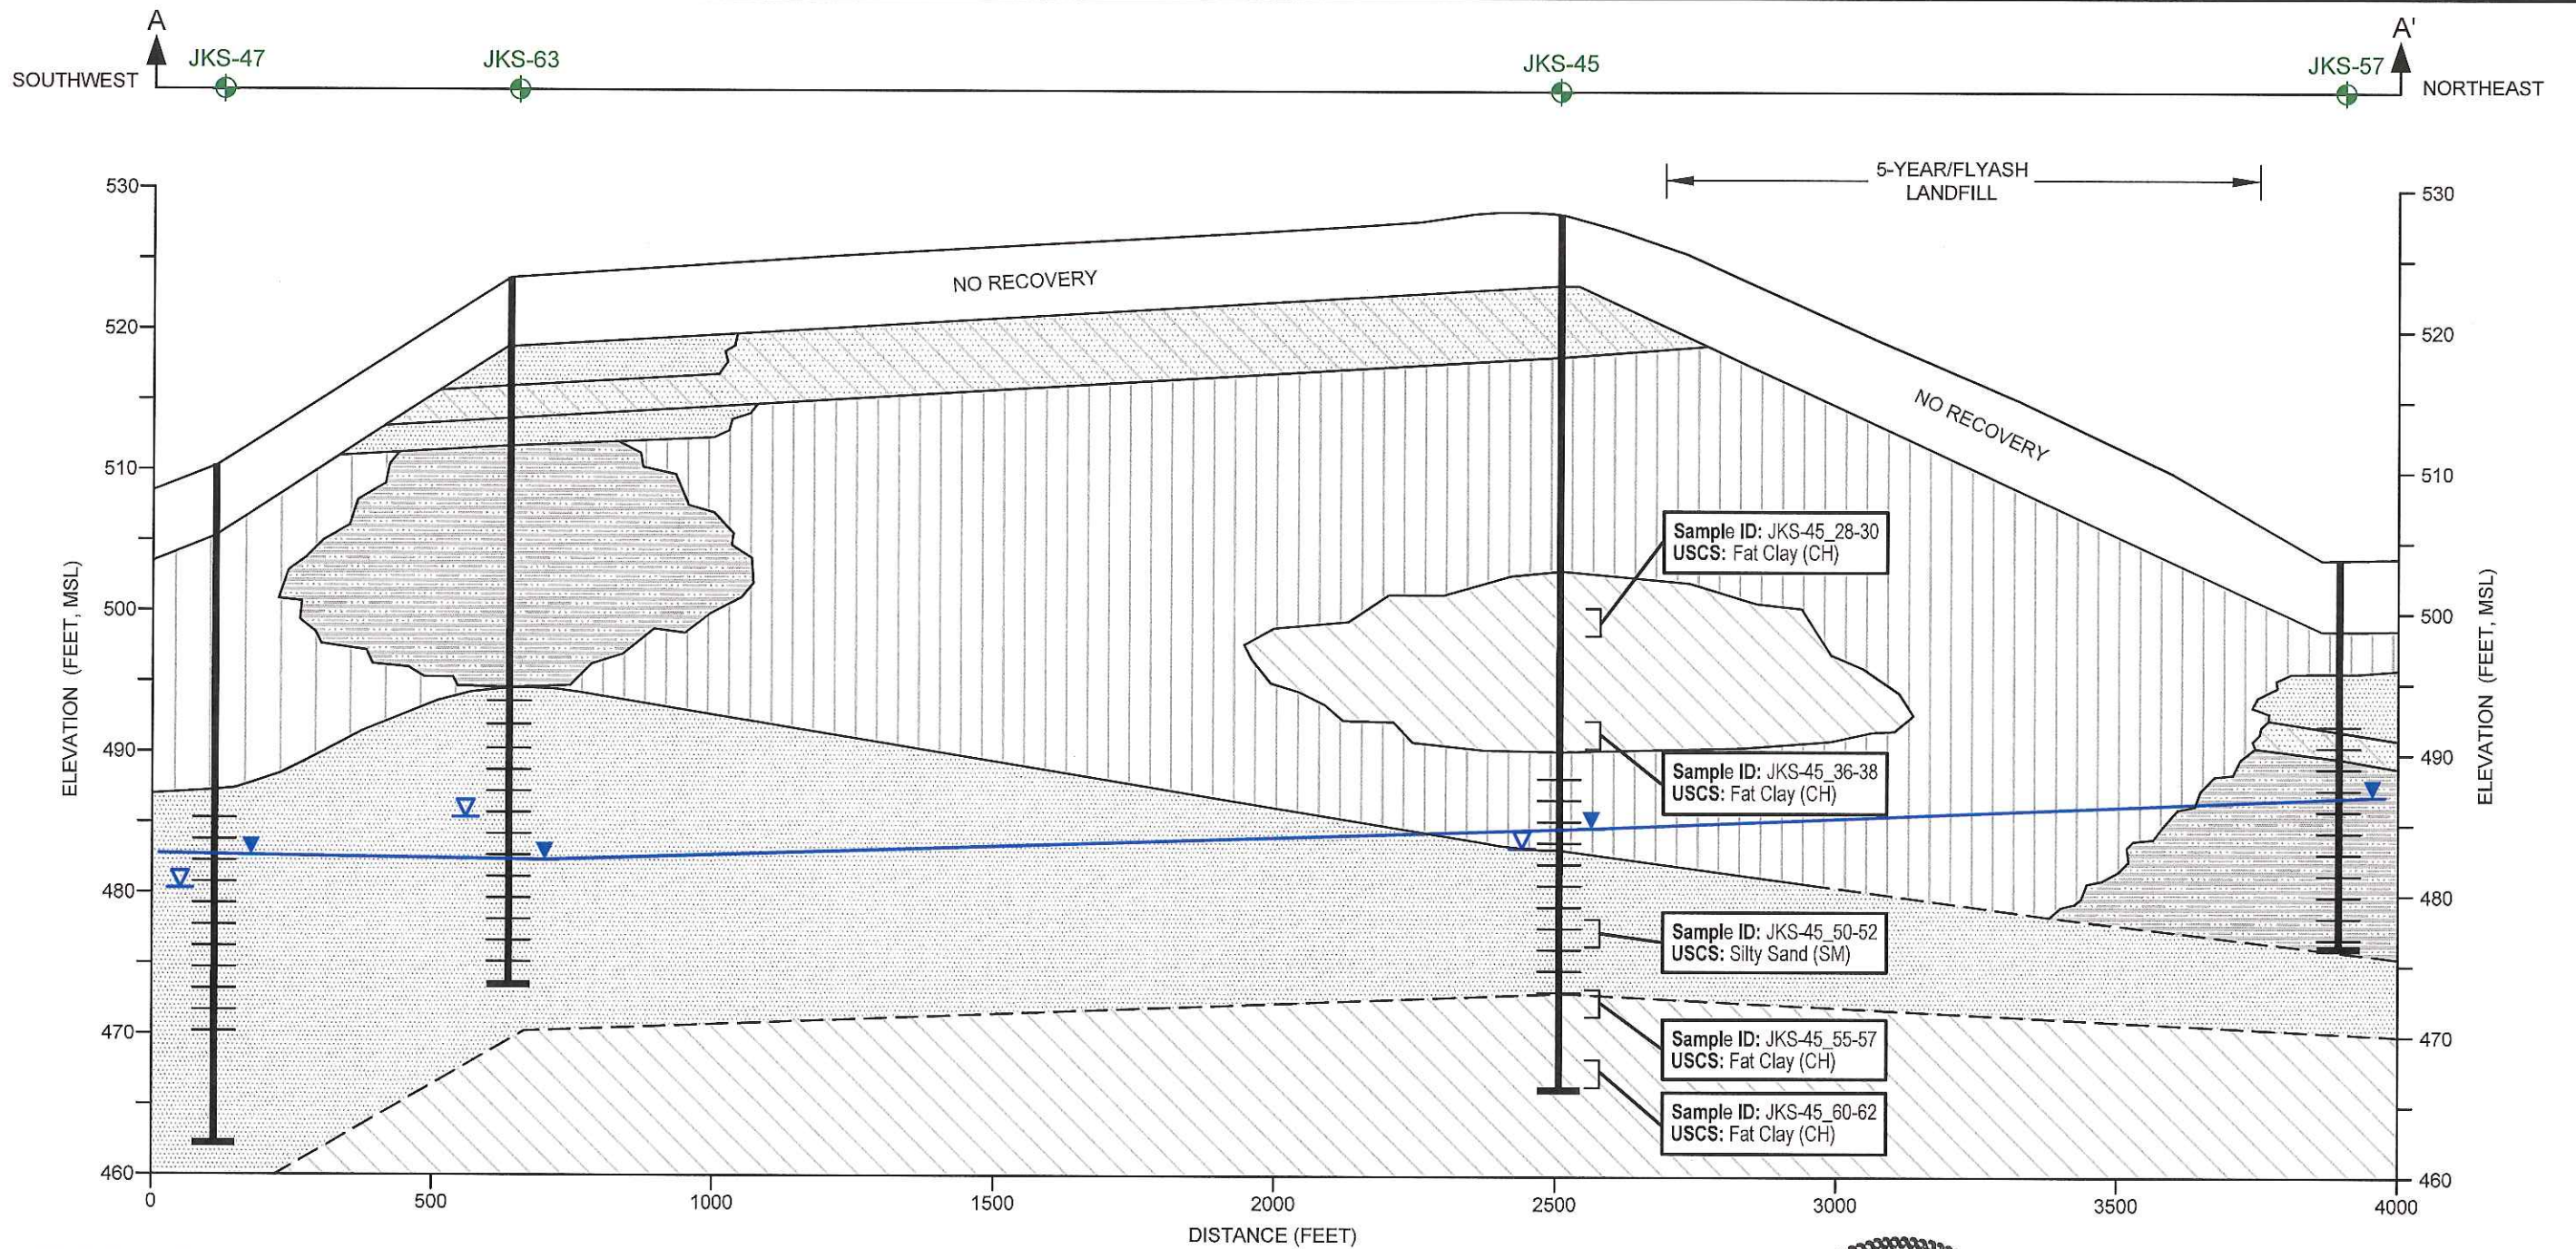 A
A'
JKS-47
JKS-63
JKS-45
JKS-57
SOUTHWEST
NORTHEAST
5-YEAR/FLYASH
LANDFILL
530
520
510
500
490
480
470
460
ELEVATION (FEET, MSL)
NO RECOVERY
NO RECOVERY
Sample ID: JKS-45_28-30
USCS: Fat Clay (CH)
Sample ID: JKS-45_36-38
USCS: Fat Clay (CH)
Sample ID: JKS-45_50-52
USCS: Silty Sand (SM)
Sample ID: JKS-45_55-57
USCS: Fat Clay (CH)
Sample ID: JKS-45_60-62
USCS: Fat Clay (CH)
530
520
510
500
490
480
470
460
ELEVATION (FEET, MSL)
0 500 1000 1500 2000 2500 3000 3500 4000
DISTANCE (FEET)